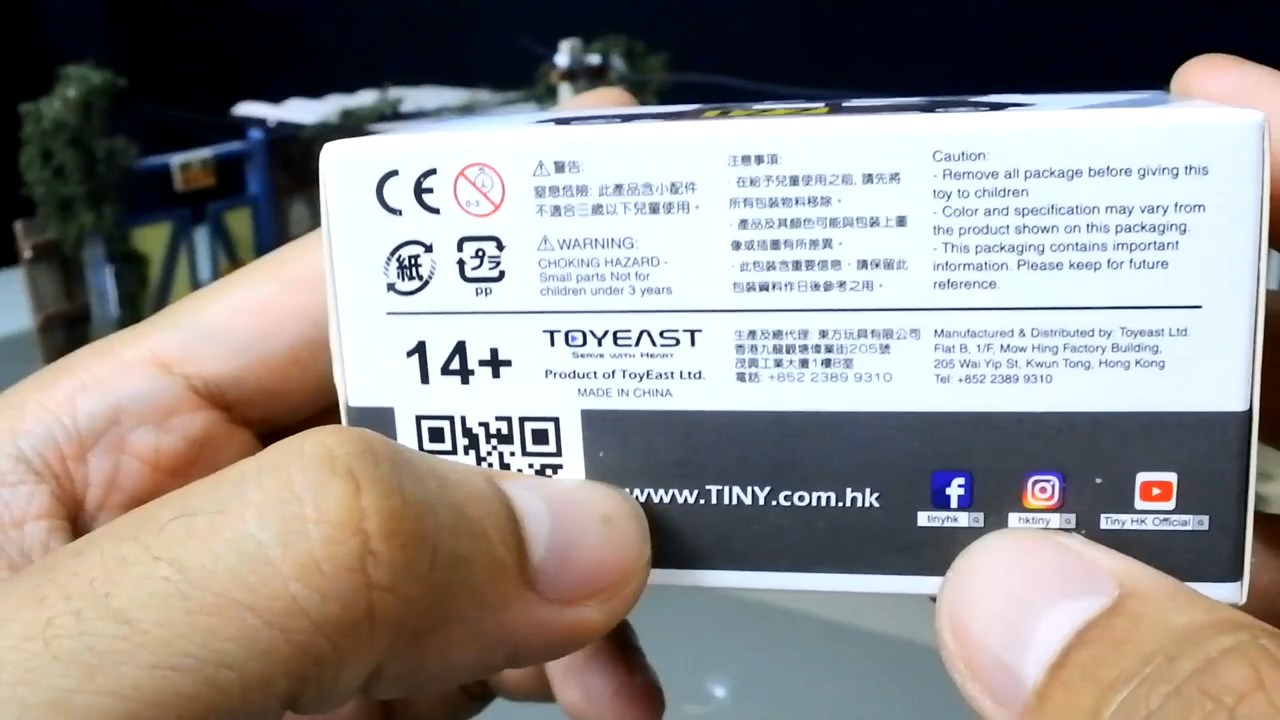 CE
0-3
紙
プラ
PP
⚠警告:
窒息危險: 此產品含小配件
不適合三歲以下兒童使用。
⚠WARNING:
CHOKING HAZARD -
Small parts Not for
children under 3 years
注意事項:
· 在給予兒童使用之前, 請先將
所有包裝物料移除。
· 產品及其顏色可能與包裝上圖
像或插圖有所差異。
· 此包裝含重要信息, 請保留此
包裝資料作日後參考之用。
Caution:
- Remove all package before giving this
toy to children
- Color and specification may vary from
the product shown on this packaging.
- This packaging contains important
information. Please keep for future
reference.
14+
TOYEAST
SERVE WITH HEART
Product of ToyEast Ltd.
MADE IN CHINA
生產及總代理: 東方玩具有限公司
香港九龍觀塘偉業街205號
茂興工業大廈1樓B室
電話: +852 2389 9310
Manufactured & Distributed by: Toyeast Ltd.
Flat B, 1/F, Mow Hing Factory Building,
205 Wai Yip St, Kwun Tong, Hong Kong
Tel: +852 2389 9310
www.TINY.com.hk
tinyhk
hktiny
Tiny HK Official